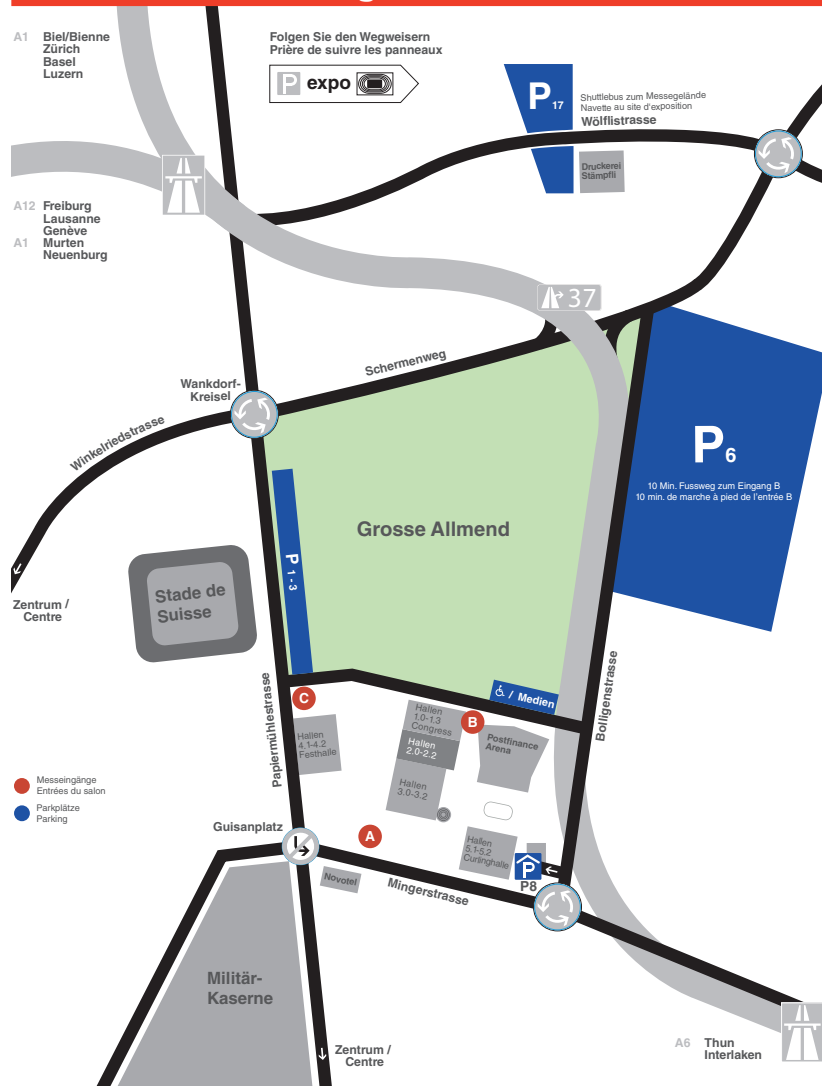 A1 Biel/Bienne
Zürich
Basel
Luzern
Folgen Sie den Wegweisern
Prière de suivre les panneaux
P expo
P 17
Shuttlebus zum Messegelände
Navette au site d'exposition
Wölflistrasse
Druckerei
Stämpfli
A12 Freiburg
Lausanne
Genève
A1 Murten
Neuenburg
37
Schermenweg
Wankdorf-
Kreisel
Winkelriedstrasse
P 6
10 Min. Fussweg zum Eingang B
10 min. de marche à pied de l'entrée B
Grosse Allmend
P 1 - 3
Stade de
Suisse
Zentrum /
Centre
Papiermühlestrasse
Bolligenstrasse
/ Medien
C
B
Hallen
1.0-1.3
Congress
Hallen
2.0-2.2
Hallen
3.0-3.2
Hallen
4.1-4.2
Festhalle
Postfinance
Arena
Messeingänge
Entrées du salon
Parkplätze
Parking
Guisanplatz
A
Hallen
5.1-5.2
Curlinghalle
P
P8
Novotel
Mingerstrasse
Militär-
Kaserne
Zentrum /
Centre
A6 Thun
Interlaken